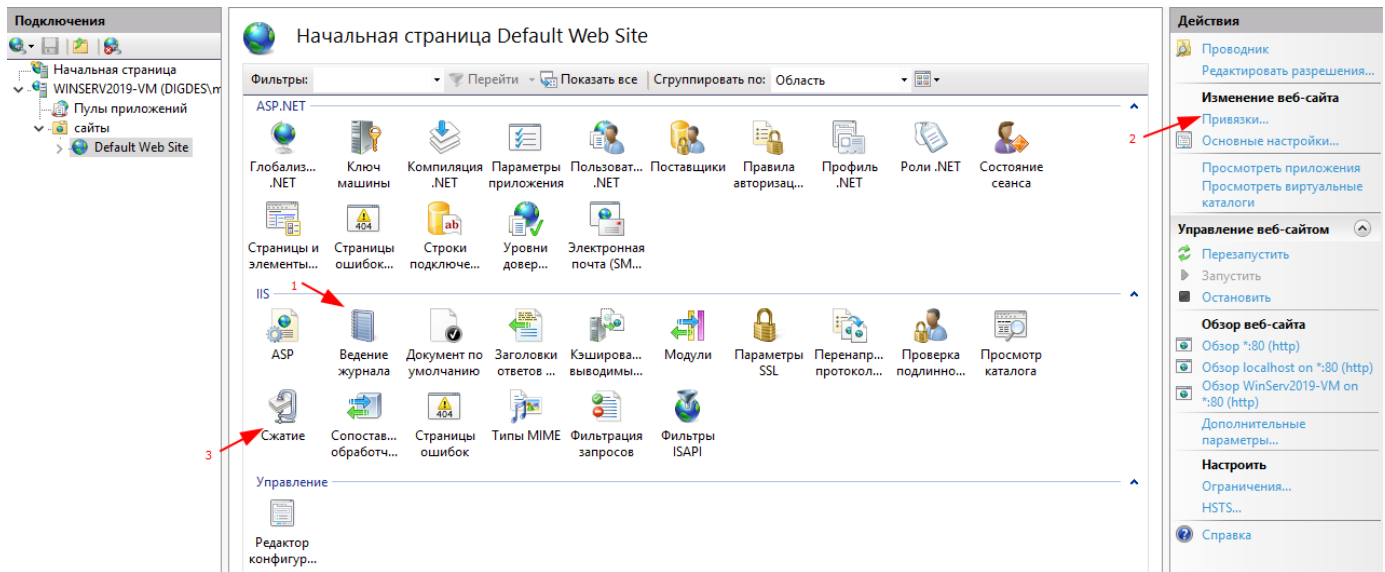 Подключения
Начальная страница
WINSERV2019-VM (DIGDES\m
Пулы приложений
сайты
Default Web Site
Начальная страница Default Web Site
Фильтры: Перейти Показать все Сгруппировать по: Область
ASP.NET
Глобализ... Ключ Компиляция Параметры Пользоват... Поставщики Правила Профиль Роли .NET Состояние
.NET машины .NET приложения .NET авторизац... .NET сеанса
Страницы и Страницы Строки Уровни Электронная
элементы... ошибок... подключе... довер... почта (SM...
1
IIS
ASP Ведение Документ по Заголовки Кэширова... Модули Параметры Перенапр... Проверка Просмотр
журнала умолчанию ответов ... выводимы... SSL протокол... подлинно... каталога
Сжатие Сопостав... Страницы Типы MIME Фильтрация Фильтры
обработч... ошибок запросов ISAPI
3
Управление
Редактор
конфигур...
Действия
Проводник
Редактировать разрешения...
Изменение веб-сайта
Привязки...
2
Основные настройки...
Просмотреть приложения
Просмотреть виртуальные
каталоги
Управление веб-сайтом
Перезапустить
Запустить
Остановить
Обзор веб-сайта
Обзор *:80 (http)
Обзор localhost on *:80 (http)
Обзор WinServ2019-VM on
*:80 (http)
Дополнительные
параметры...
Настроить
Ограничения...
HSTS...
Справка
404
ab
404